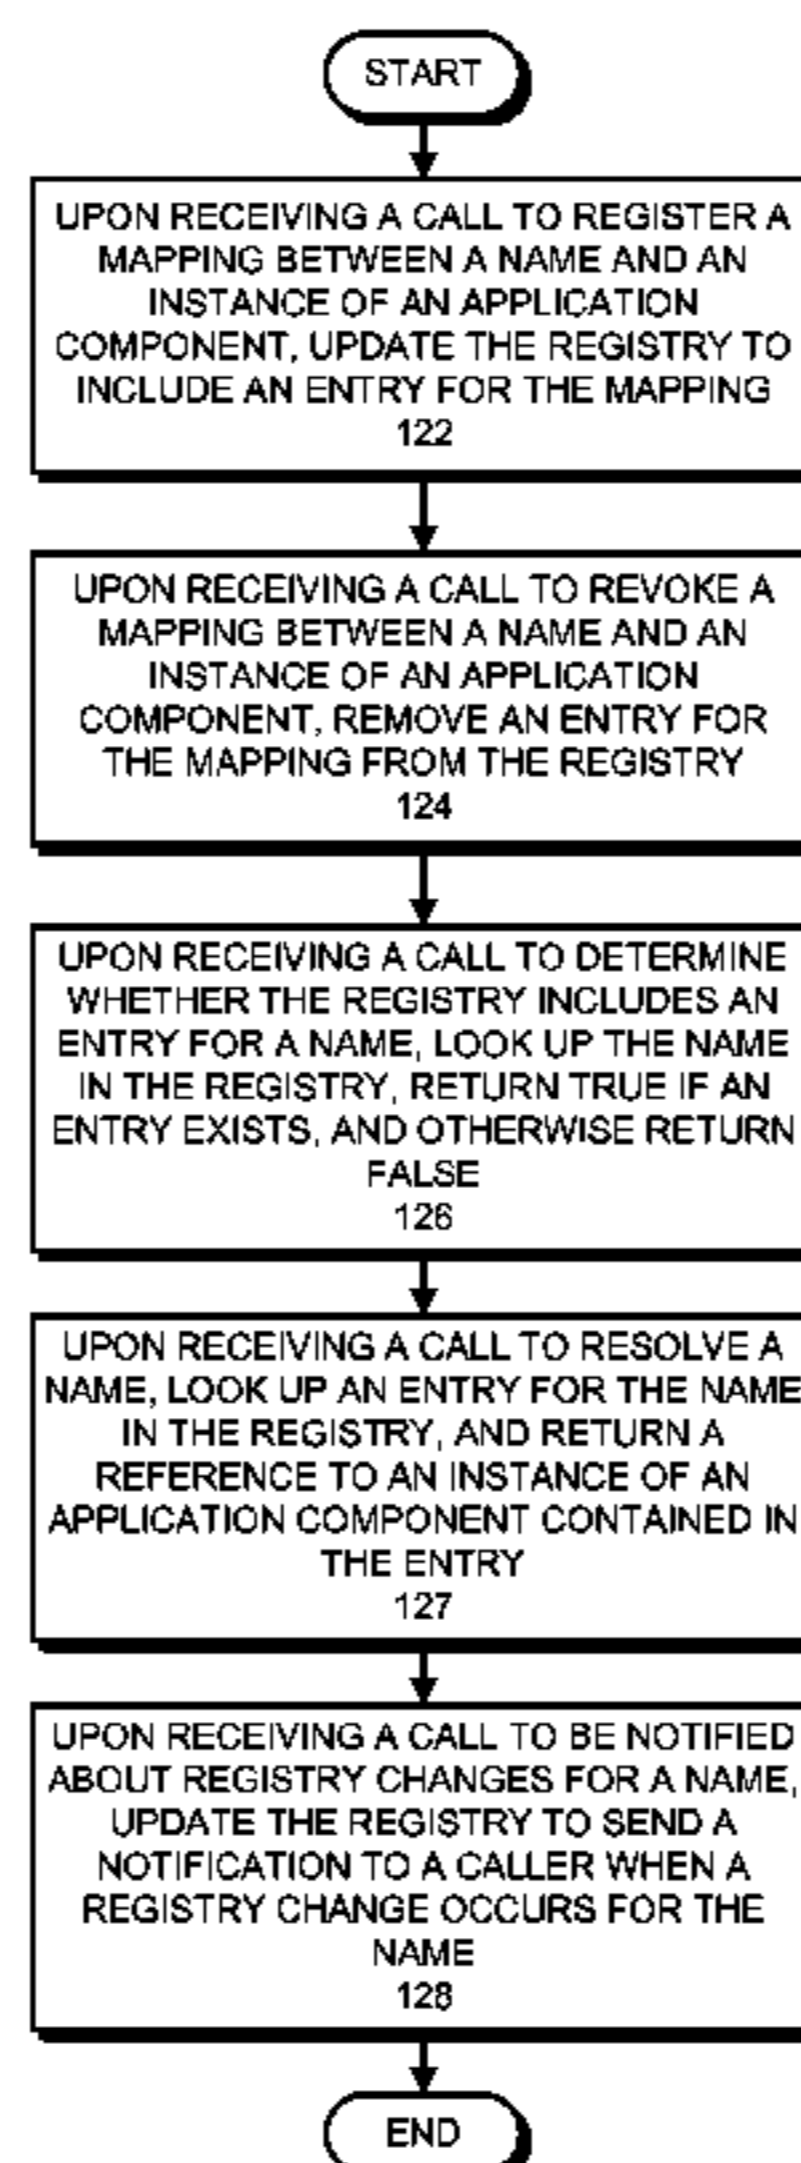 START
UPON RECEIVING A CALL TO REGISTER A
MAPPING BETWEEN A NAME AND AN
INSTANCE OF AN APPLICATION
COMPONENT, UPDATE THE REGISTRY TO
INCLUDE AN ENTRY FOR THE MAPPING
122
UPON RECEIVING A CALL TO REVOKE A
MAPPING BETWEEN A NAME AND AN
INSTANCE OF AN APPLICATION
COMPONENT, REMOVE AN ENTRY FOR
THE MAPPING FROM THE REGISTRY
124
UPON RECEIVING A CALL TO DETERMINE
WHETHER THE REGISTRY INCLUDES AN
ENTRY FOR A NAME, LOOK UP THE NAME
IN THE REGISTRY, RETURN TRUE IF AN
ENTRY EXISTS, AND OTHERWISE RETURN
FALSE
126
UPON RECEIVING A CALL TO RESOLVE A
NAME, LOOK UP AN ENTRY FOR THE NAME
IN THE REGISTRY, AND RETURN A
REFERENCE TO AN INSTANCE OF AN
APPLICATION COMPONENT CONTAINED IN
THE ENTRY
127
UPON RECEIVING A CALL TO BE NOTIFIED
ABOUT REGISTRY CHANGES FOR A NAME,
UPDATE THE REGISTRY TO SEND A
NOTIFICATION TO A CALLER WHEN A
REGISTRY CHANGE OCCURS FOR THE
NAME
128
END